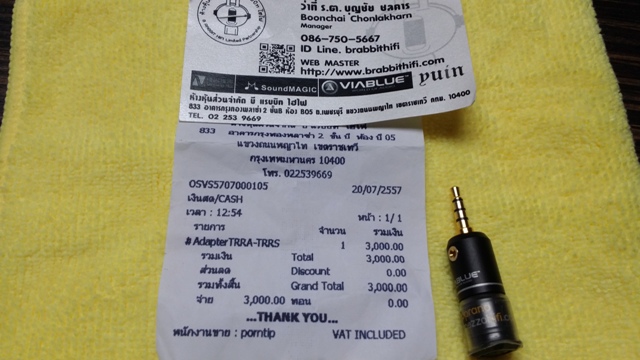 ว่าที่ ร.ต. บุญชัย ชลคาร
Boonchai Chonlakharn
Manager
086-750-5667
ID Line. brabbithifi
WEB MASTER
http://www.brabbithifi.com
SoundMAGIC
VIABLUE
yuin
ห้างหุ้นส่วนจำกัด บี แรบบิท ไฮไฟ
833 อาคารกรุงทองพลาซ่า 2 ชั้นB ห้อง B05 ถ.เพชรบุรี แขวงถนนพญาไท เขตราชเทวี กทม. 10400
TEL. 02 253 9669
833 อาคารกรุงทองพลาซ่า 2 ชั้น บี ห้อง บี 05
แขวงถนนพญาไท เขตราชเทวี
กรุงเทพมหานคร 10400
โทร. 022539669
OSVS5707000105 20/07/2557
เงินสด/CASH
เวลา : 12:54 หน้า : 1/ 1
รายการ จำนวน รวมเงิน
#AdapterTRRA-TRRS 1 3,000.00
รวมเงิน Total 3,000.00
ส่วนลด Discount 0.00
รวมทั้งสิ้น Grand Total 3,000.00
จ่าย 3,000.00 ทอน 0.00
...THANK YOU...
พนักงานขาย : porntip VAT INCLUDED
ABLUE